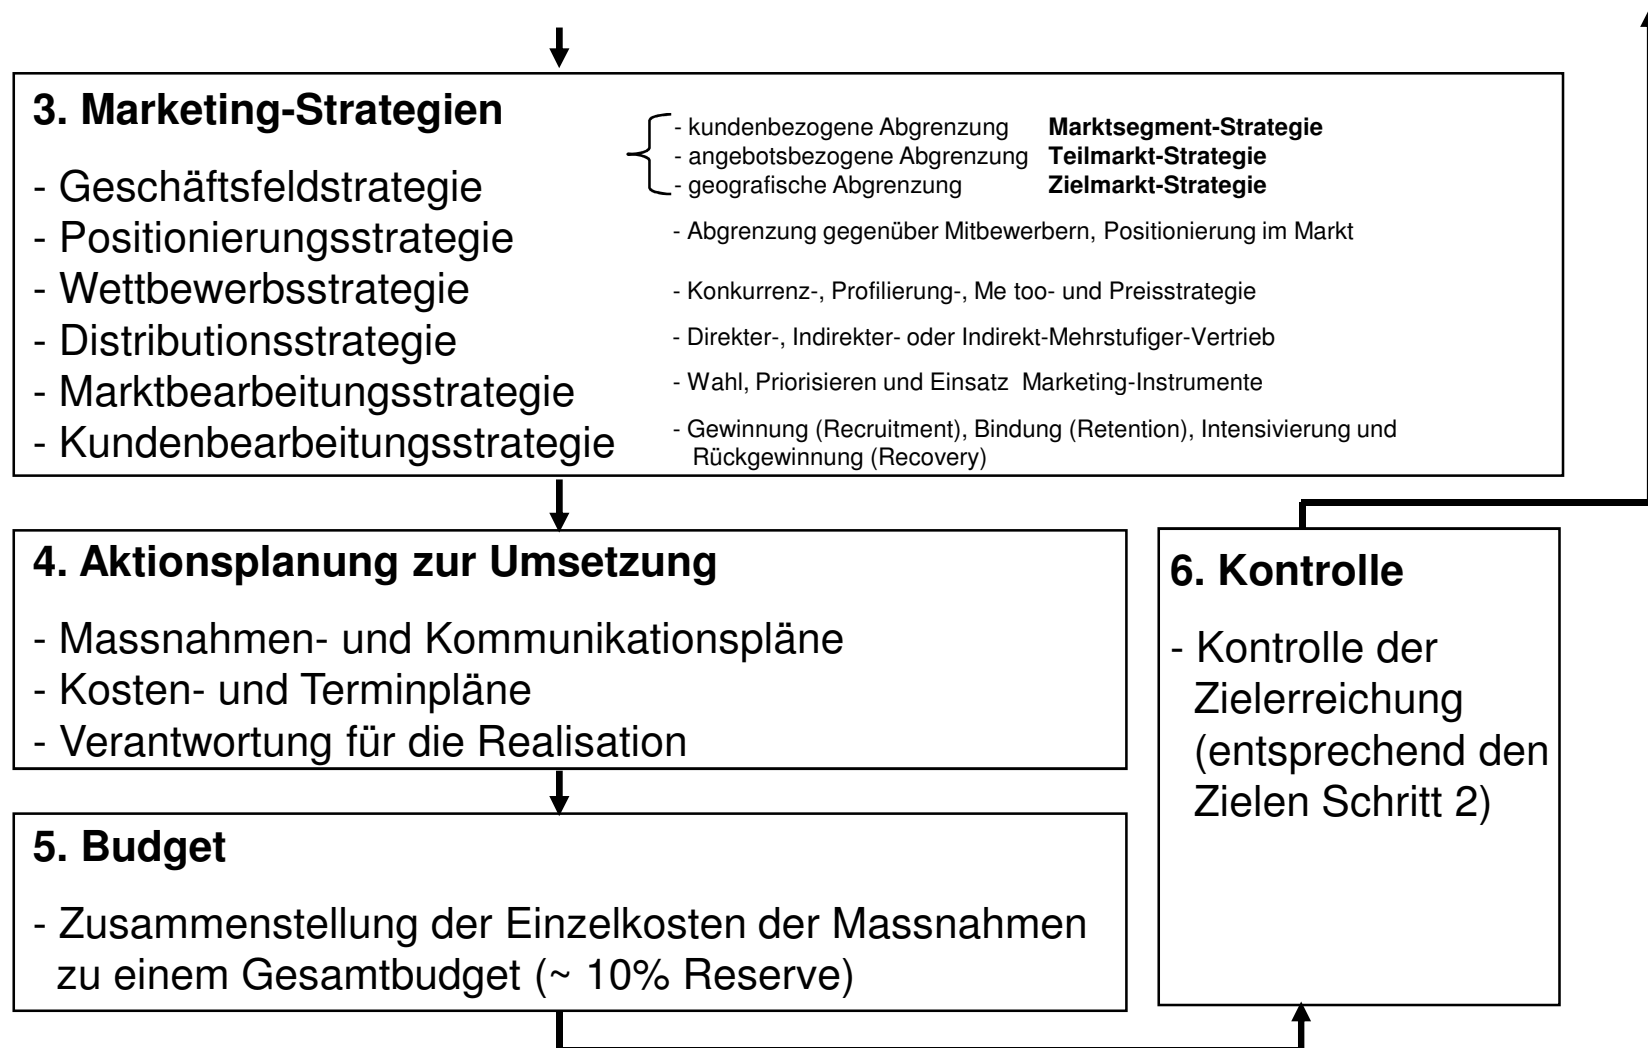 3. Marketing-Strategien
- Geschäftsfeldstrategie
- Positionierungsstrategie
- Wettbewerbsstrategie
- Distributionsstrategie
- Marktbearbeitungsstrategie
- Kundenbearbeitungsstrategie
- kundenbezogene Abgrenzung Marktsegment-Strategie
- angebotsbezogene Abgrenzung Teilmarkt-Strategie
- geografische Abgrenzung Zielmarkt-Strategie
- Abgrenzung gegenüber Mitbewerbern, Positionierung im Markt
- Konkurrenz-, Profilierung-, Me too- und Preisstrategie
- Direkter-, Indirekter- oder Indirekt-Mehrstufiger-Vertrieb
- Wahl, Priorisieren und Einsatz Marketing-Instrumente
- Gewinnung (Recruitment), Bindung (Retention), Intensivierung und
Rückgewinnung (Recovery)
4. Aktionsplanung zur Umsetzung
- Massnahmen- und Kommunikationspläne
- Kosten- und Terminpläne
- Verantwortung für die Realisation
5. Budget
- Zusammenstellung der Einzelkosten der Massnahmen
zu einem Gesamtbudget (~ 10% Reserve)
6. Kontrolle
- Kontrolle der
Zielerreichung
(entsprechend den
Zielen Schritt 2)